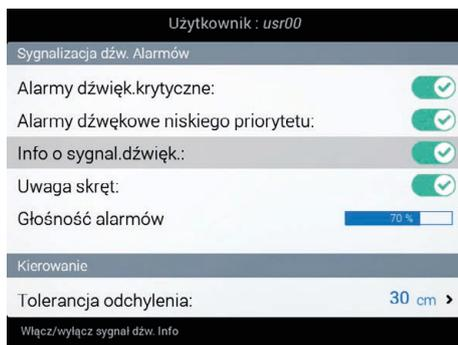 Użytkownik : usr00
Sygnalizacja dźw. Alarmów
Alarmy dźwięk.krytyczne:
Alarmy dźwękowe niskiego priorytetu:
Info o sygnal.dźwięk.:
Uwaga skręt:
Głośność alarmów 70 %
Kierowanie
Tolerancja odchylenia: 30 cm >
Włącz/wyłącz sygnał dźw. Info